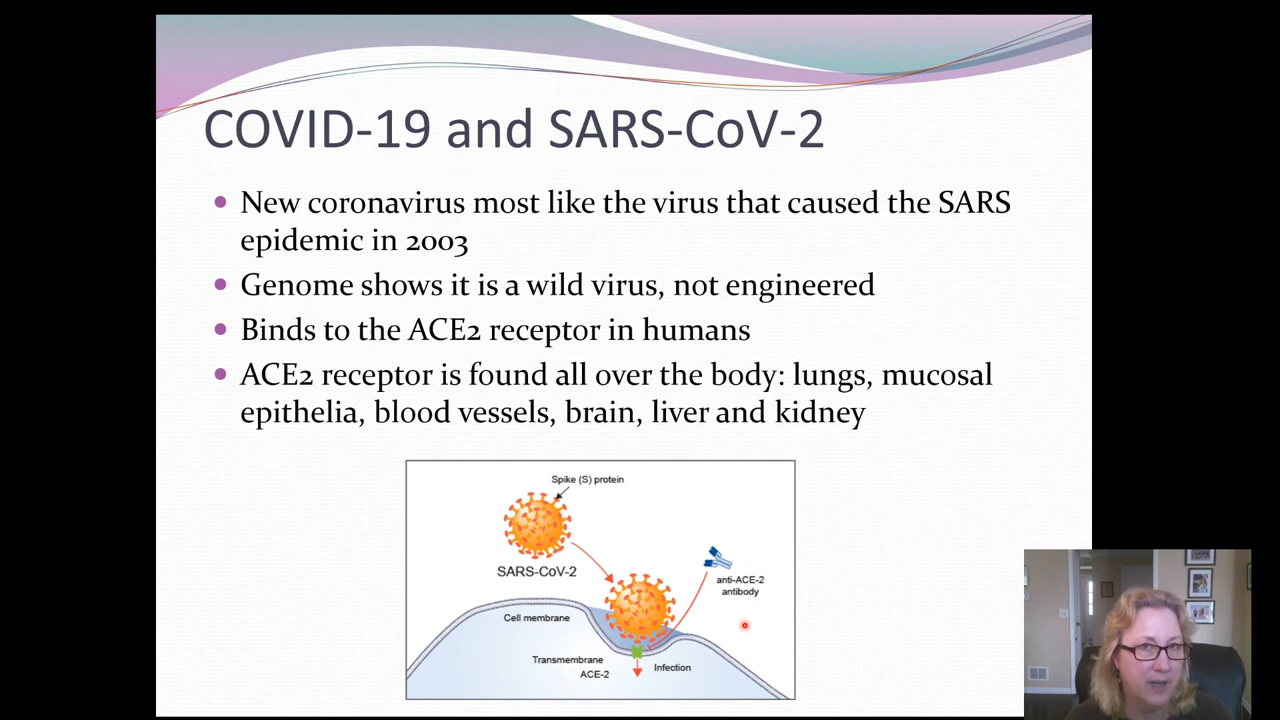 COVID-19 and SARS-CoV-2
New coronavirus most like the virus that caused the SARS
epidemic in 2003
Genome shows it is a wild virus, not engineered
Binds to the ACE2 receptor in humans
ACE2 receptor is found all over the body: lungs, mucosal
epithelia, blood vessels, brain, liver and kidney
Spike (S) protein
SARS-CoV-2
anti-ACE-2
antibody
Cell membrane
Transmembrane
ACE-2
Infection